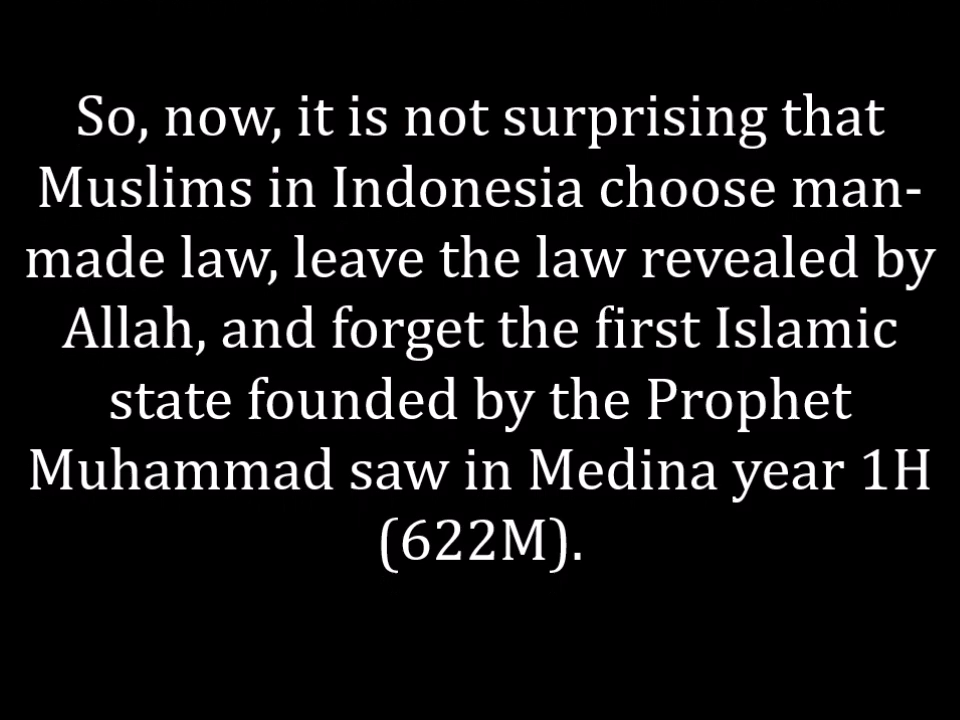 So, now, it is not surprising that
Muslims in Indonesia choose man-
made law, leave the law revealed by
Allah, and forget the first Islamic
state founded by the Prophet
Muhammad saw in Medina year 1H
(622M).